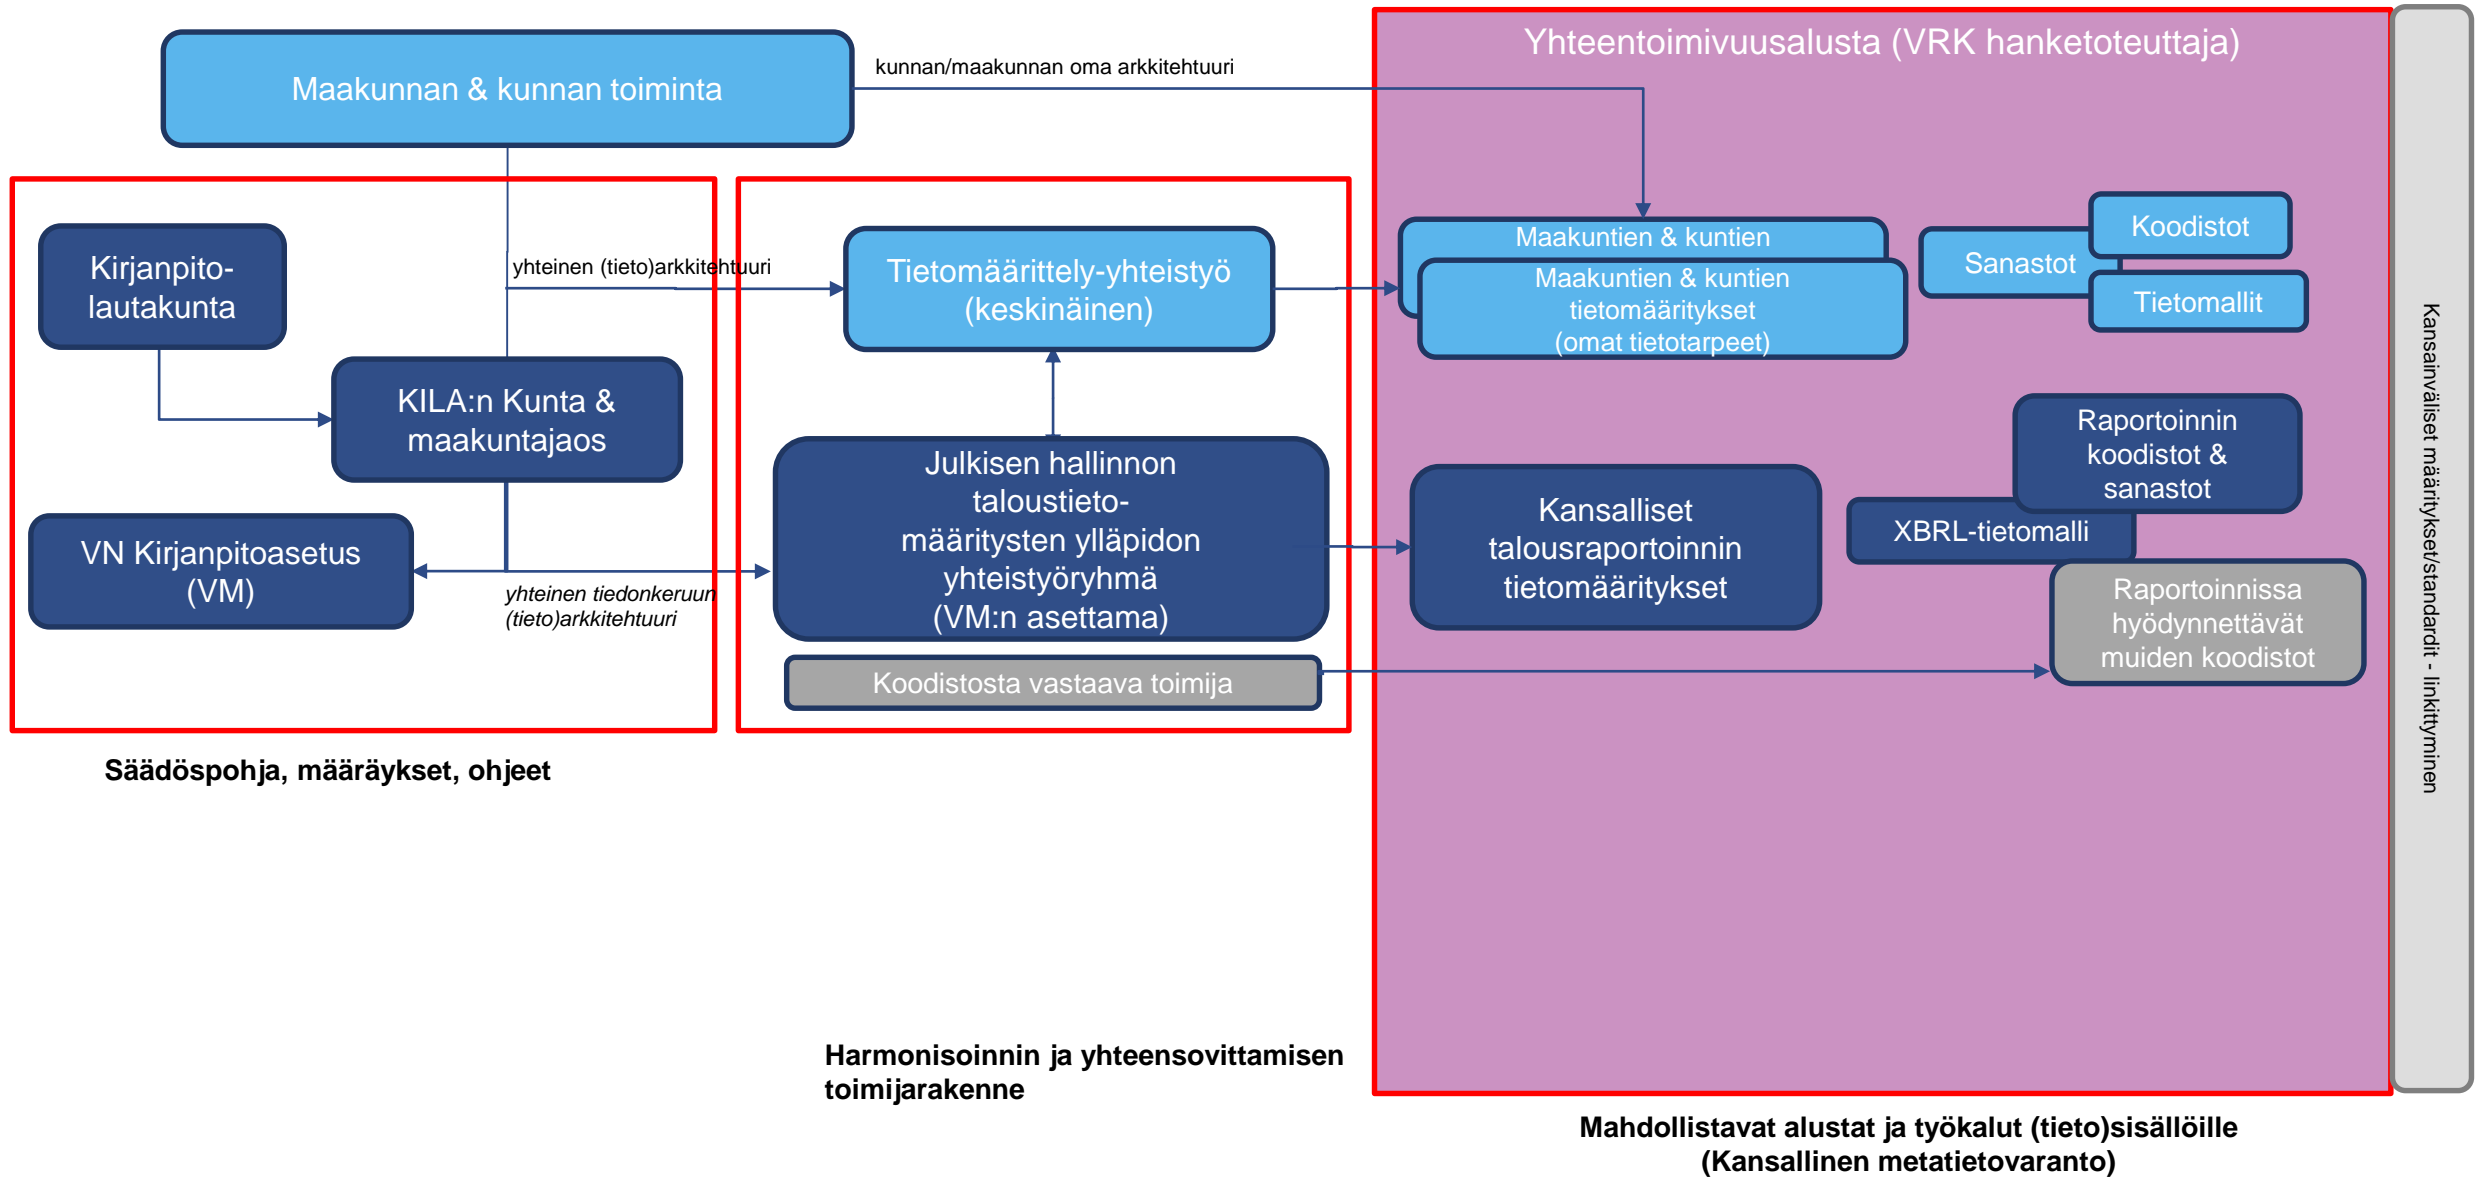 Yhteentoimivuusalusta (VRK hanketoteuttaja)
Maakunnan & kunnan toiminta
kunnan/maakunnan oma arkkitehtuuri
Kirjanpito-
lautakunta
yhteinen (tieto)arkkitehtuuri
Tietomäärittely-yhteistyö
(keskinäinen)
Maakuntien & kuntien
Maakuntien & kuntien
tietomääritykset
(omat tietotarpeet)
Sanastot
Koodistot
Tietomallit
KILA:n Kunta &
maakuntajaos
VN Kirjanpitoasetus
(VM)
yhteinen tiedonkeruun
(tieto)arkkitehtuuri
Julkisen hallinnon
taloustieto-
määritysten ylläpidon
yhteistyöryhmä
(VM:n asettama)
Koodistosta vastaava toimija
Kansalliset
talousraportoinnin
tietomääritykset
Raportoinnin
koodistot &
sanastot
XBRL-tietomalli
Raportoinnissa
hyödynnettävät
muiden koodistot
Kansainväliset määritykset/standardit - linkittyminen
Säädöspohja, määräykset, ohjeet
Harmonisoinnin ja yhteensovittamisen
toimijarakenne
Mahdollistavat alustat ja työkalut (tieto)sisällöille
(Kansallinen metatietovaranto)